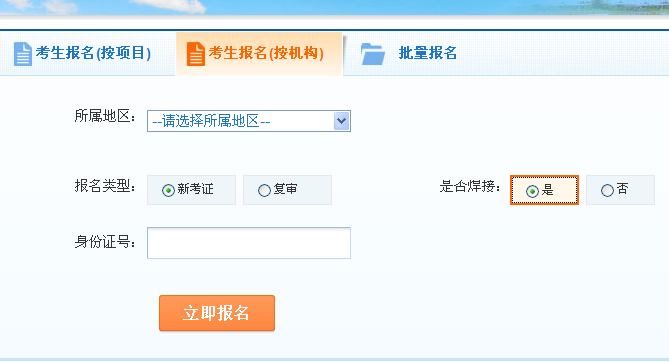 考生报名(按项目) 考生报名(按机构) 批量报名
所属地区： --请选择所属地区--
报名类型： 新考证 复审 是否焊接： 是 否
身份证号：
立即报名